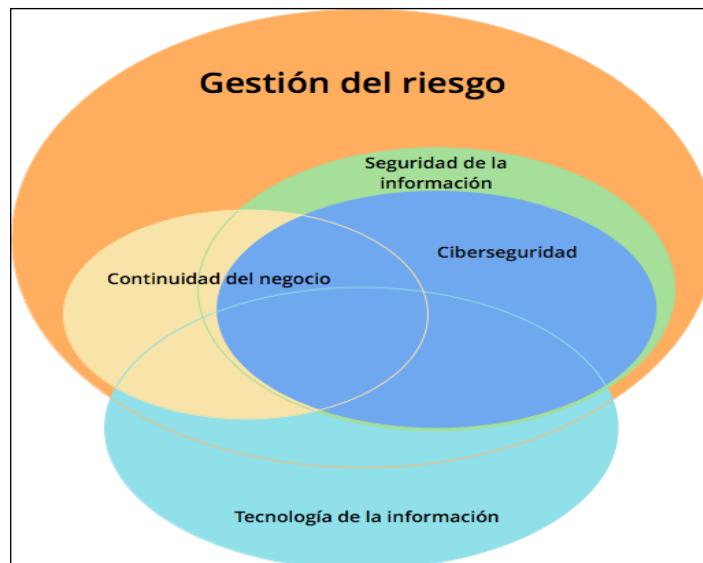 Gestión del riesgo
Seguridad de la
información
Ciberseguridad
Continuidad del negocio
Tecnología de la información